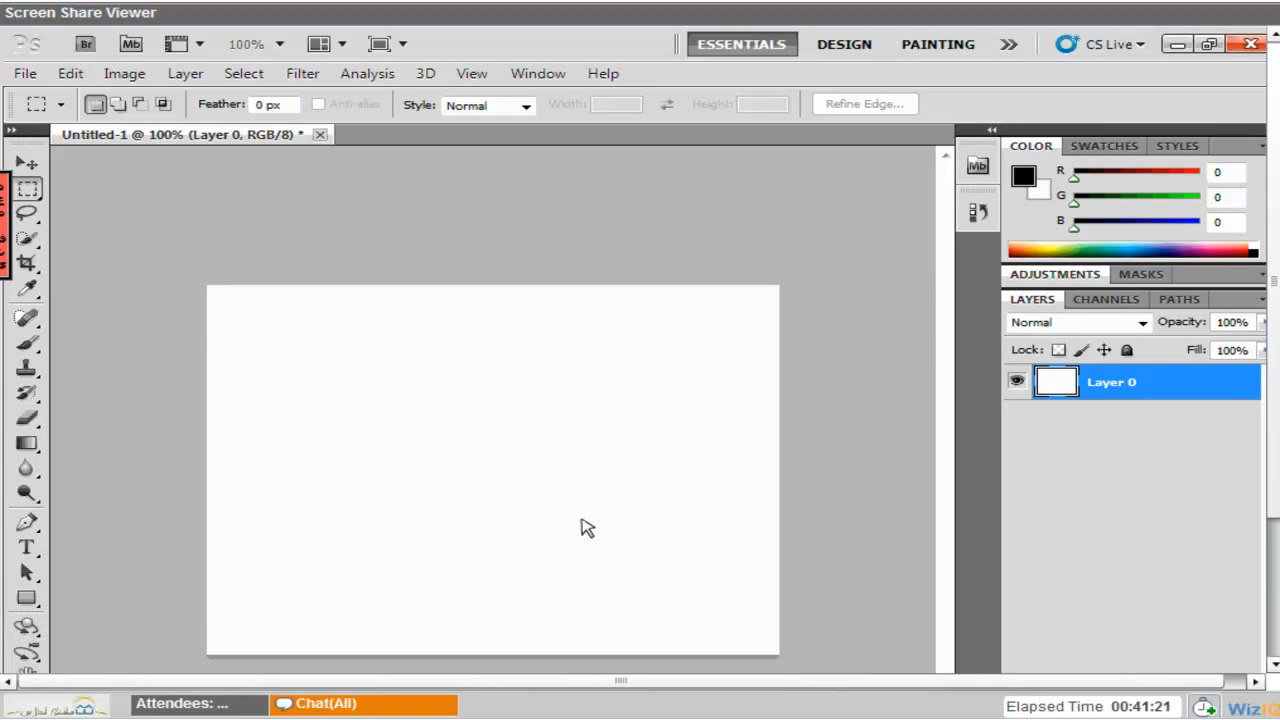 Screen Share Viewer
Ps Br Mb 100% ESSENTIALS DESIGN PAINTING CS Live
File Edit Image Layer Select Filter Analysis 3D View Window Help
Feather: 0 px Anti-alias Style: Normal Width: Height: Refine Edge...
Untitled-1 @ 100% (Layer 0, RGB/8) *
COLOR SWATCHES STYLES
Mb
R 0
G 0
B 0
ADJUSTMENTS MASKS
LAYERS CHANNELS PATHS
Normal Opacity: 100%
Lock: Fill: 100%
Layer 0
T
Attendees: ... Chat(All) Elapsed Time 00:41:21 WizIQ